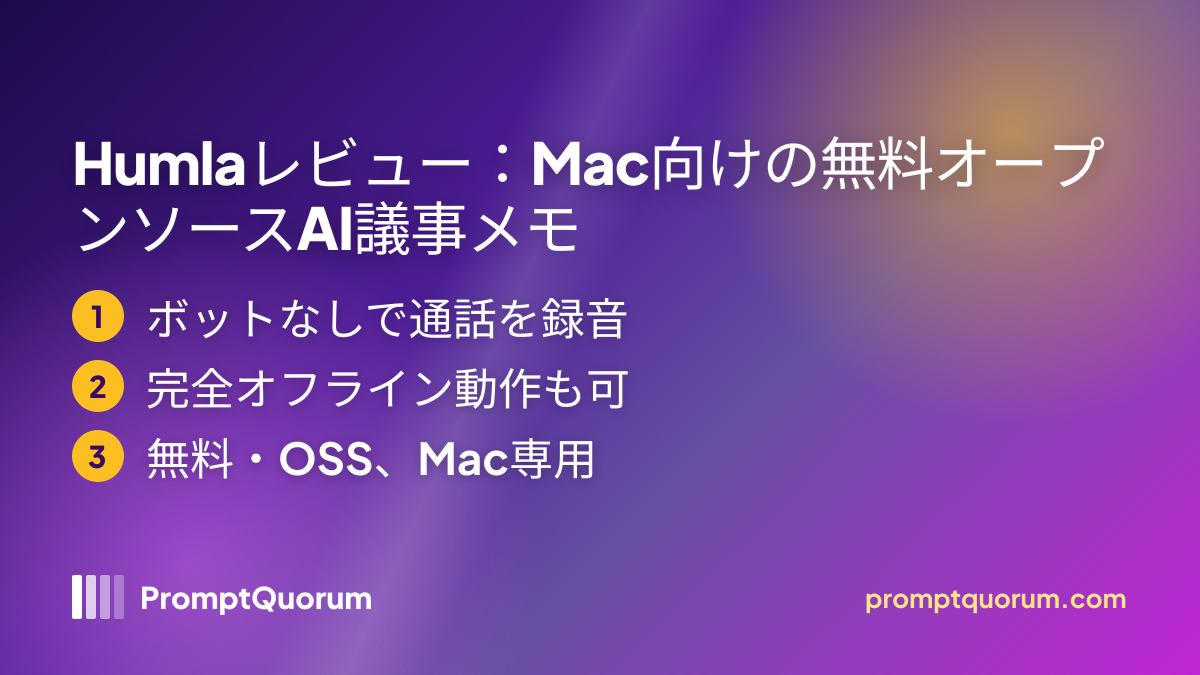 Humlaレビュー：Mac向けの無料オープ
ンソースAI議事メモ
1 ボットなしで通話を録音
2 完全オフライン動作も可
3 無料・OSS、Mac専用
PromptQuorum
promptquorum.com